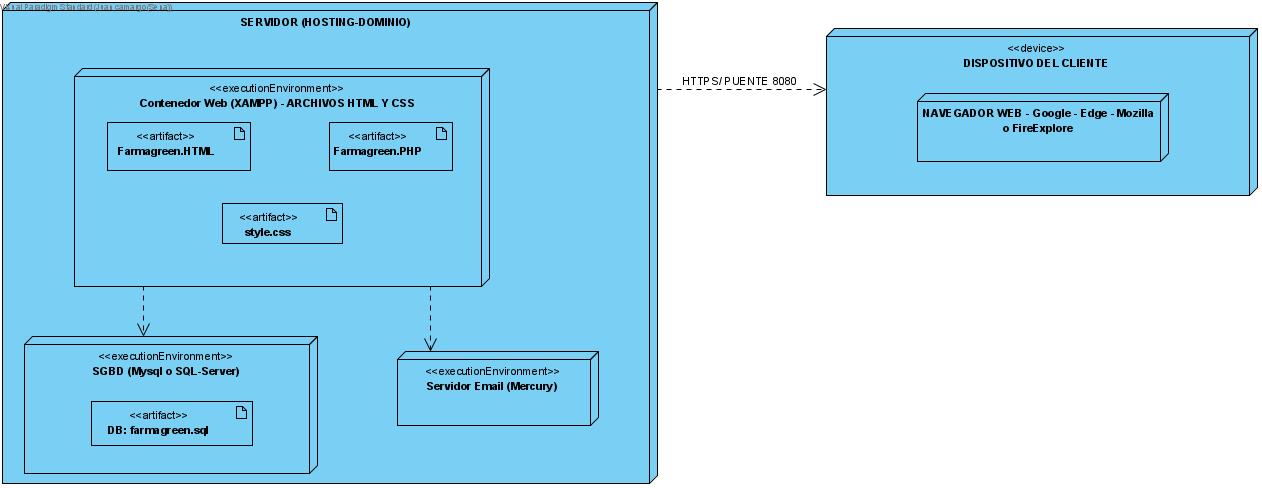 Visual Paradigm Standard(Juan camargo(Sena))
SERVIDOR (HOSTING-DOMINIO)
<<executionEnvironment>>
Contenedor Web (XAMPP) - ARCHIVOS HTML Y CSS
<<artifact>>
Farmagreen.HTML
<<artifact>>
Farmagreen.PHP
<<artifact>>
style.css
<<executionEnvironment>>
SGBD (Mysql o SQL-Server)
<<artifact>>
DB: farmagreen.sql
<<executionEnvironment>>
Servidor Email (Mercury)
HTTPS/PUENTE 8080
<<device>>
DISPOSITIVO DEL CLIENTE
NAVEGADOR WEB - Google - Edge - Mozilla
o FireExplore